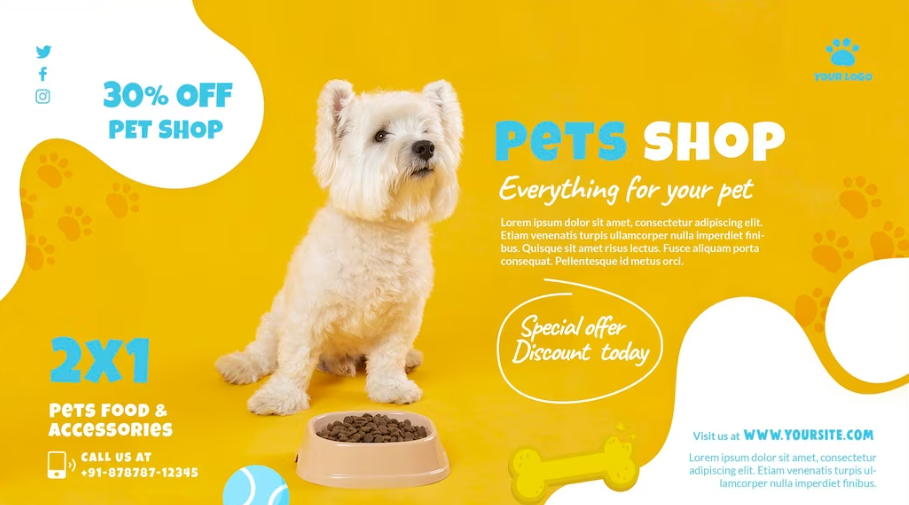 30% OFF
PET SHOP
YOUR LOGO
PETS SHOP
Everything for your pet
Lorem ipsum dolor sit amet, consectetur adipiscing elit.
Etiam venenatis turpis ullamcorper nulla imperdiet fini-
bus. Quisque sit amet risus lectus. Fusce aliquam porta
consequat. Pellentesque id metus orci.
Special offer
Discount today
2X1
PETS FOOD &
ACCESSORIES
CALL US AT
+91-878787-12345
Visit us at WWW.YOURSITE.COM
Lorem ipsum dolor sit amet, consectetur
adipiscing elit. Etiam venenatis turpis ul-
lamcorper nulla imperdiet finibus.